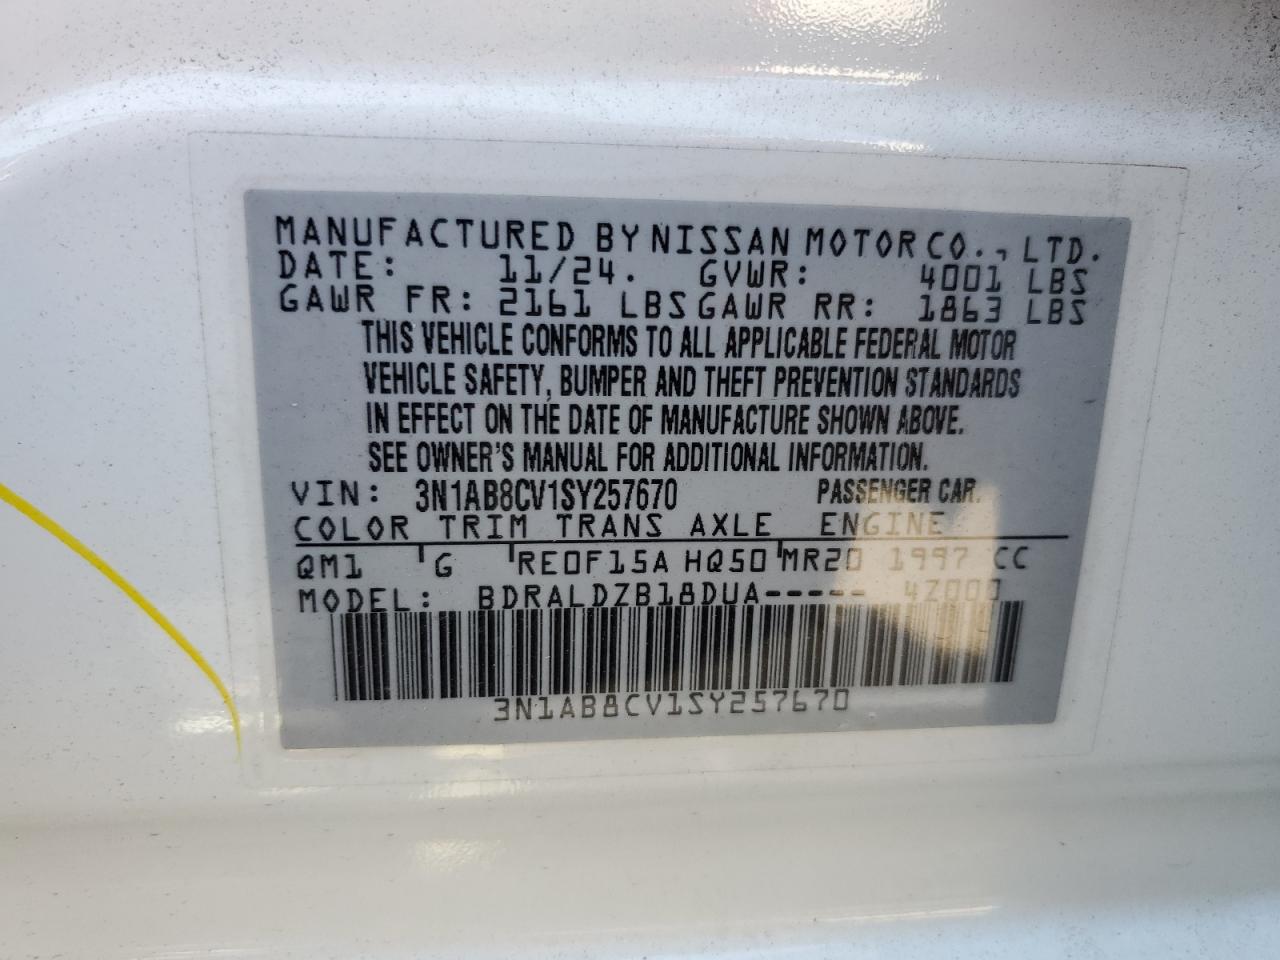 MANUFACTURED BY NISSAN MOTOR CO., LTD.
DATE: 11/24. GVWR: 4001 LBS
GAWR FR: 2161 LBS GAWR RR: 1863 LBS
THIS VEHICLE CONFORMS TO ALL APPLICABLE FEDERAL MOTOR
VEHICLE SAFETY, BUMPER AND THEFT PREVENTION STANDARDS
IN EFFECT ON THE DATE OF MANUFACTURE SHOWN ABOVE.
SEE OWNER'S MANUAL FOR ADDITIONAL INFORMATION.
VIN: 3N1AB8CV1SY257670 PASSENGER CAR.
COLOR TRIM TRANS AXLE ENGINE
QM1 G RE0F15A HQ50 MR20 1997 CC
MODEL: BDRALDZB18DUA----- 4Z000
3N1AB8CV1SY257670